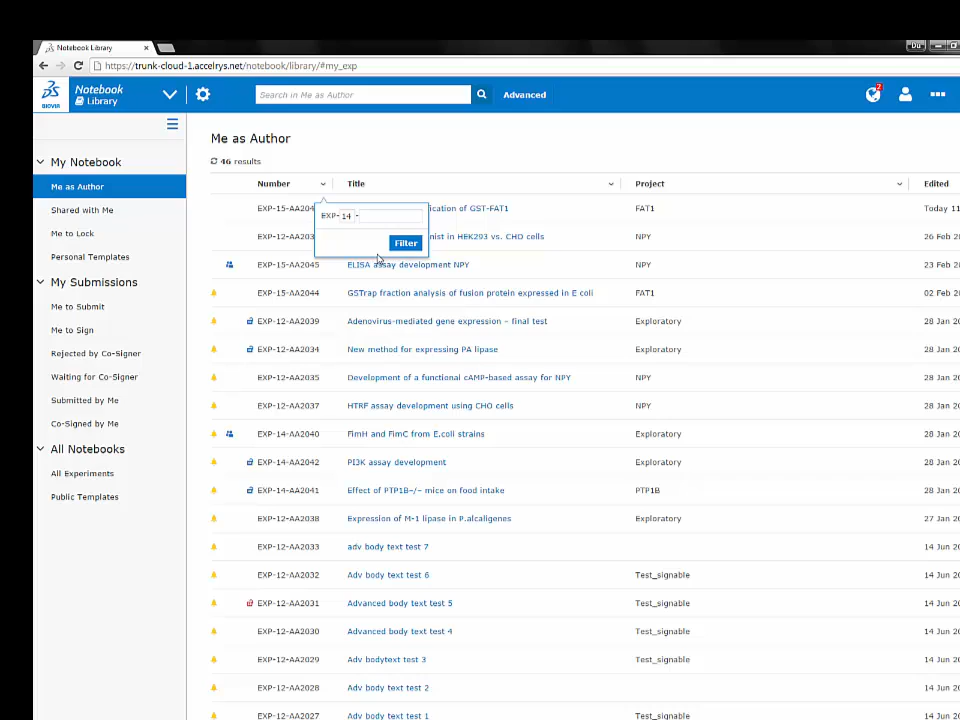 Notebook Library
Du
https://trunk-cloud-1.accelrys.net/notebook/library/#my_exp
BIOVIA
Notebook
Library
Search in Me as Author
Advanced
2
My Notebook
Me as Author
Shared with Me
Me to Lock
Personal Templates
My Submissions
Me to Submit
Me to Sign
Rejected by Co-Signer
Waiting for Co-Signer
Submitted by Me
Co-Signed by Me
All Notebooks
All Experiments
Public Templates
Me as Author
46 results
Number Title Project Edited
EXP-14-
Filter
EXP-15-AA204 ication of GST-FAT1 FAT1 Today 11
EXP-12-AA203 nist in HEK293 vs. CHO cells NPY 26 Feb 20
EXP-15-AA2045 ELISA assay development NPY NPY 23 Feb 20
EXP-15-AA2044 GSTrap fraction analysis of fusion protein expressed in E coli FAT1 02 Feb 20
EXP-12-AA2039 Adenovirus-mediated gene expression - final test Exploratory 28 Jan 20
EXP-12-AA2034 New method for expressing PA lipase Exploratory 28 Jan 20
EXP-12-AA2035 Development of a functional cAMP-based assay for NPY NPY 28 Jan 20
EXP-12-AA2037 HTRF assay development using CHO cells NPY 28 Jan 20
EXP-14-AA2040 FimH and FimC from E.coli strains Exploratory 28 Jan 20
EXP-14-AA2042 PI3K assay development Exploratory 28 Jan 20
EXP-14-AA2041 Effect of PTP1B-/- mice on food intake PTP1B 28 Jan 20
EXP-12-AA2038 Expression of M-1 lipase in P.alcaligenes Exploratory 27 Jan 20
EXP-12-AA2033 adv body text test 7 14 Jun 20
EXP-12-AA2032 Adv body text test 6 Test_signable 14 Jun 20
EXP-12-AA2031 Advanced body text test 5 Test_signable 14 Jun 20
EXP-12-AA2030 Advanced body text test 4 Test_signable 14 Jun 20
EXP-12-AA2029 Adv bodytext test 3 Test_signable 14 Jun 20
EXP-12-AA2028 Adv body text test 2 Test_signable 14 Jun 20
EXP-12-AA2027 Adv body text test 1 Test_signable 14 Jun 20